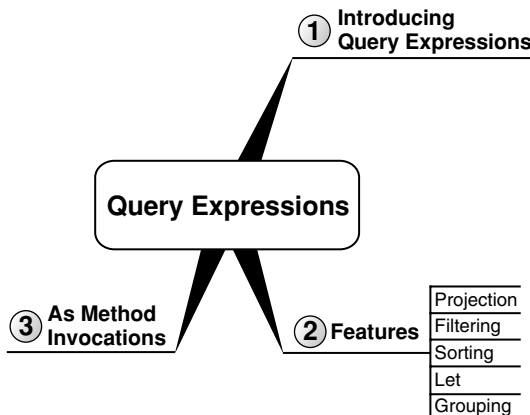 1 Introducing
Query Expressions
Query Expressions
2 Features
Projection
Filtering
Sorting
Let
Grouping
3 As Method
Invocations